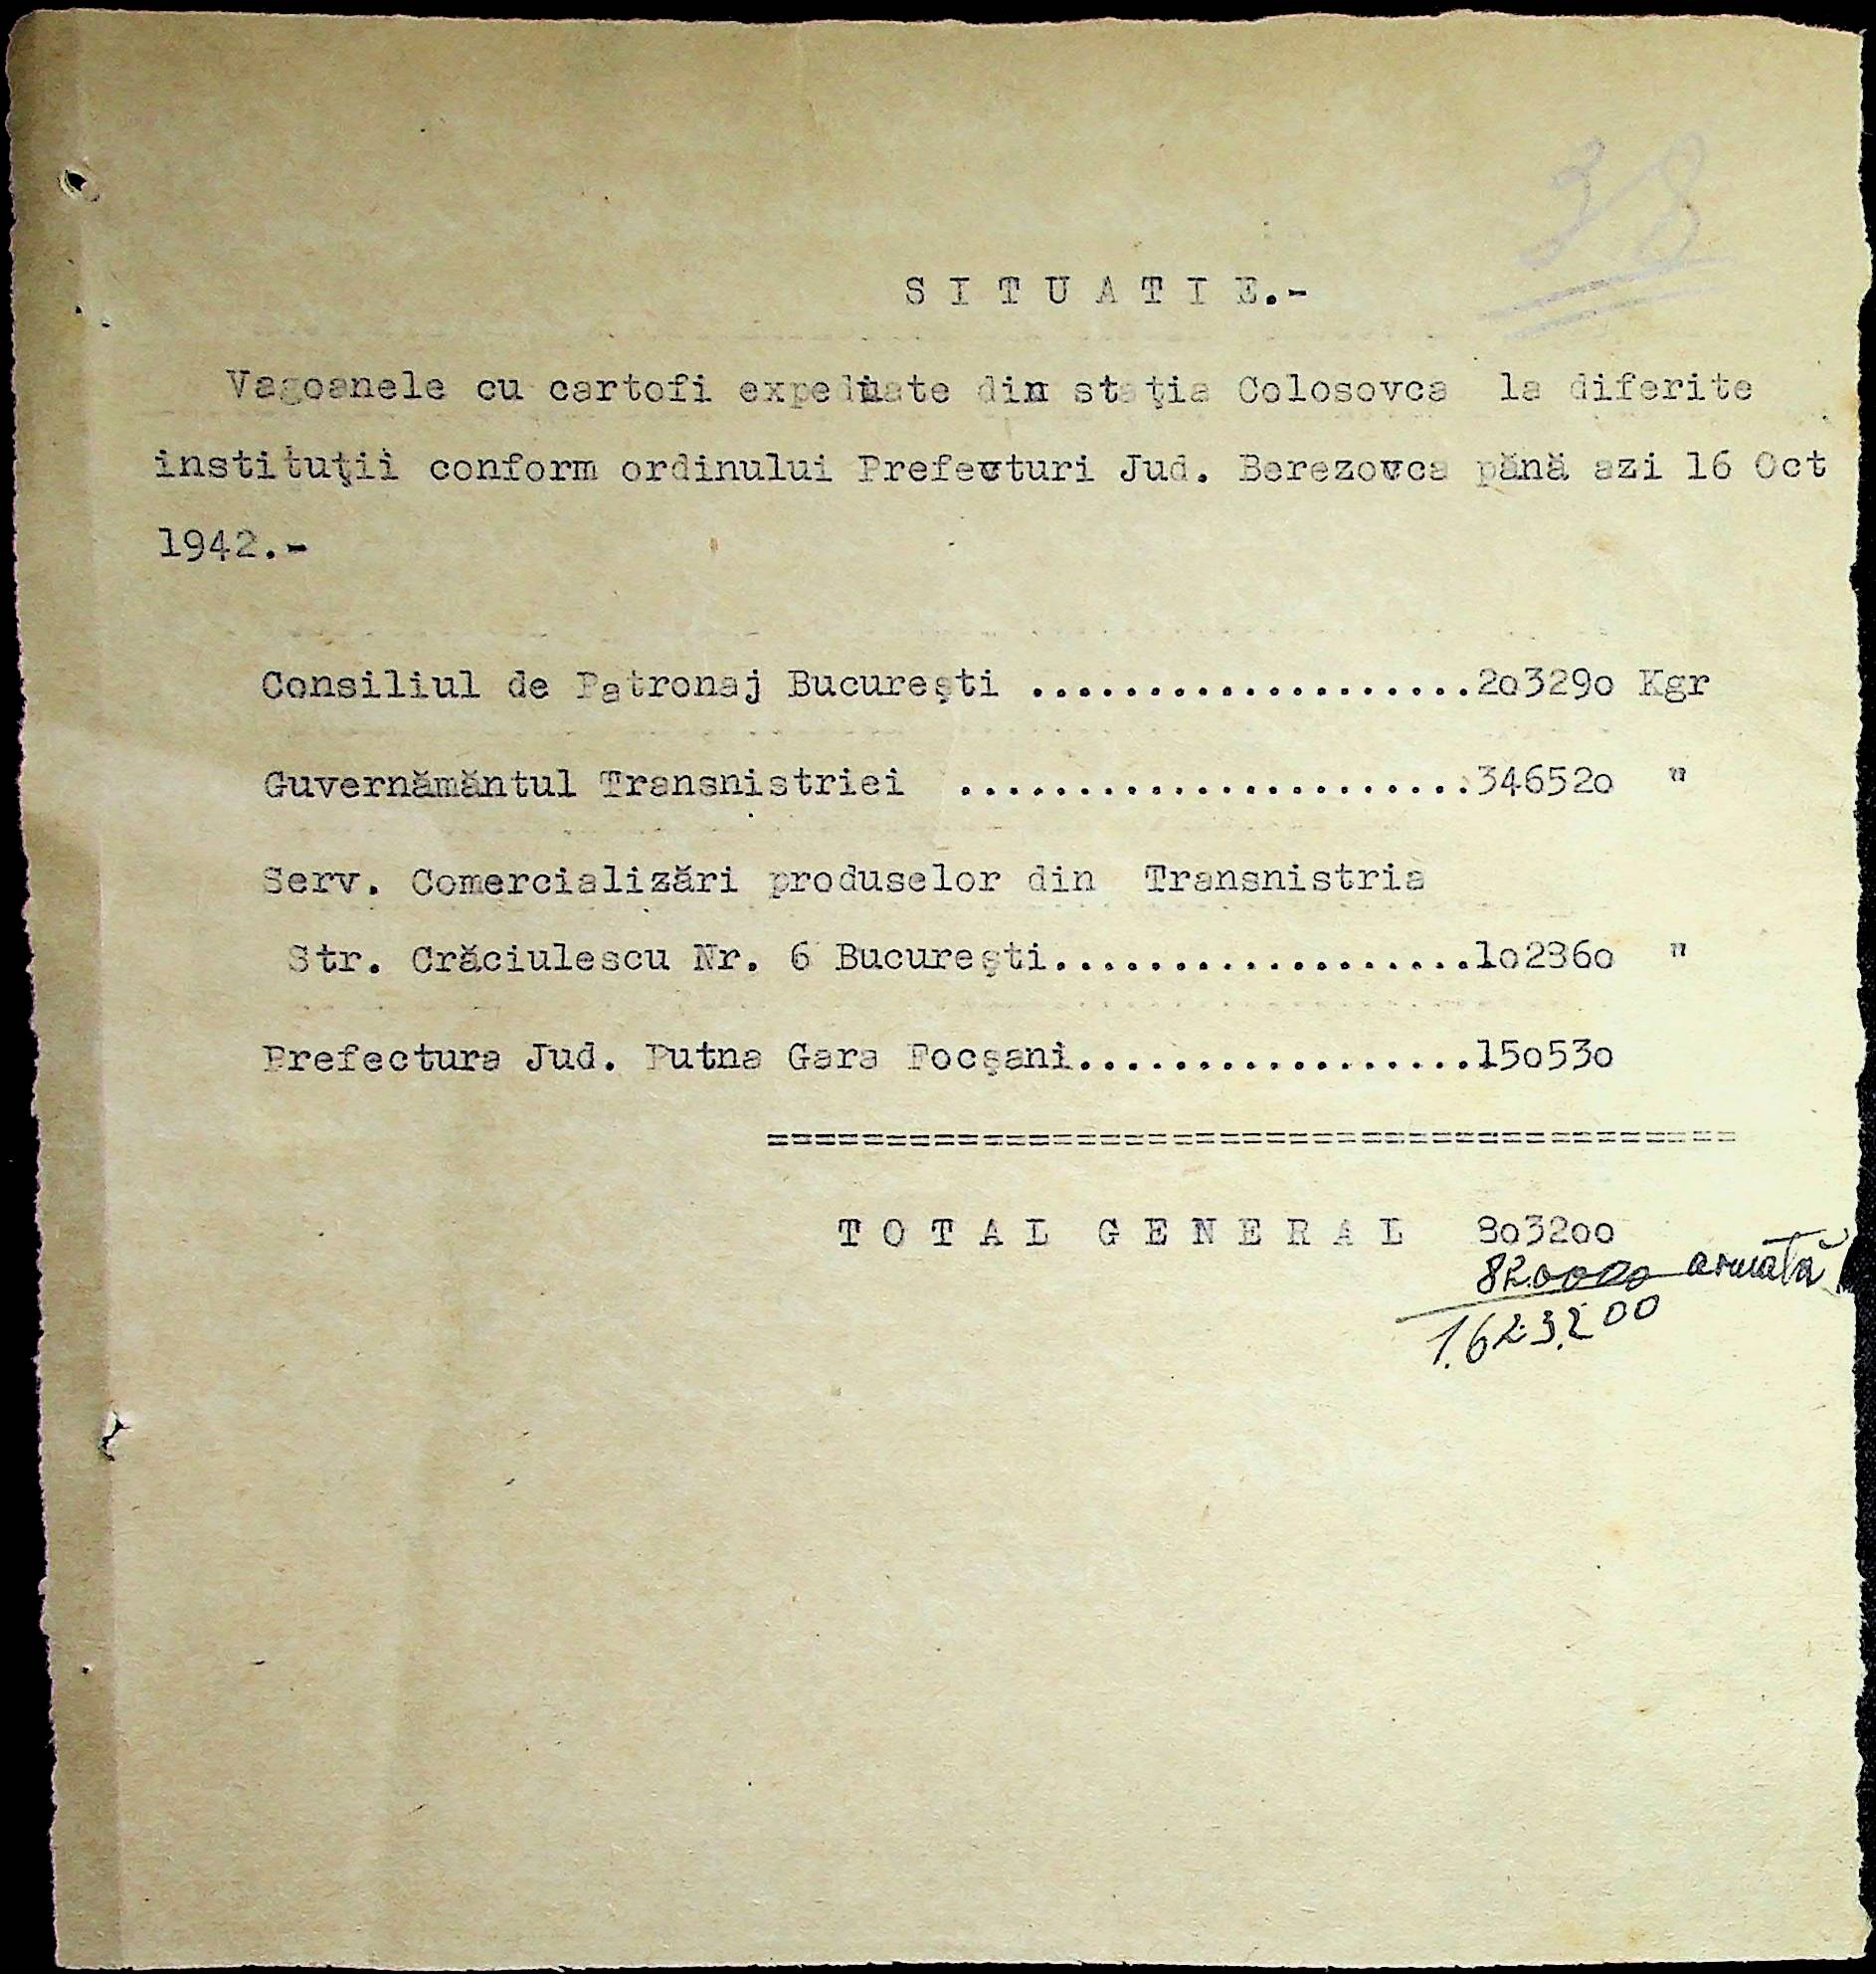 38
S I T U A T I E.-
Vagoanele cu cartofi expediate din stația Colosovca la diferite
instituţii conform ordinului Prefecturi Jud. Berezovca până azi 16 Oct
1942.-
Consiliul de Patronaj Bucureşti ...................2o329o Kgr
Guvernământul Transnistriei ......................34652o "
Serv. Comercializări produselor din Transnistria
Str. Crăciulescu Nr. 6 Bucureşti..................1o286o "
Prefectura Jud. Putna Gara Focşani.................15o53o
=========================================
T O T A L G E N E R A L 8o32oo
820000 armată
1.623.200